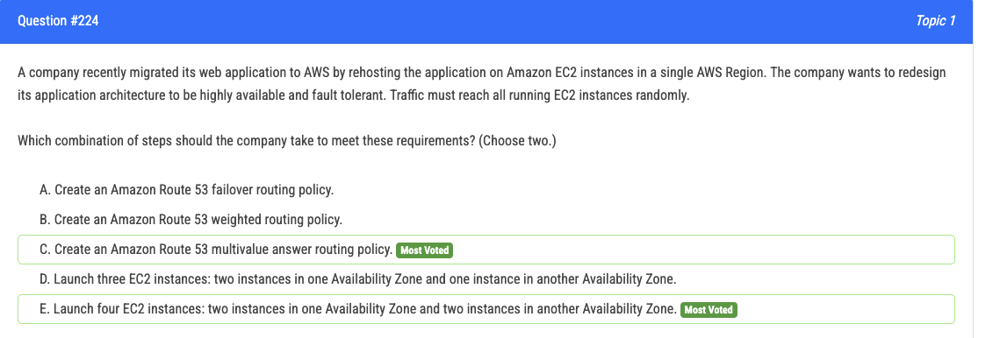 Question #224
Topic 1
A company recently migrated its web application to AWS by rehosting the application on Amazon EC2 instances in a single AWS Region. The company wants to redesign
its application architecture to be highly available and fault tolerant. Traffic must reach all running EC2 instances randomly.
Which combination of steps should the company take to meet these requirements? (Choose two.)
A. Create an Amazon Route 53 failover routing policy.
B. Create an Amazon Route 53 weighted routing policy.
C. Create an Amazon Route 53 multivalue answer routing policy. Most Voted
D. Launch three EC2 instances: two instances in one Availability Zone and one instance in another Availability Zone.
E. Launch four EC2 instances: two instances in one Availability Zone and two instances in another Availability Zone. Most Voted